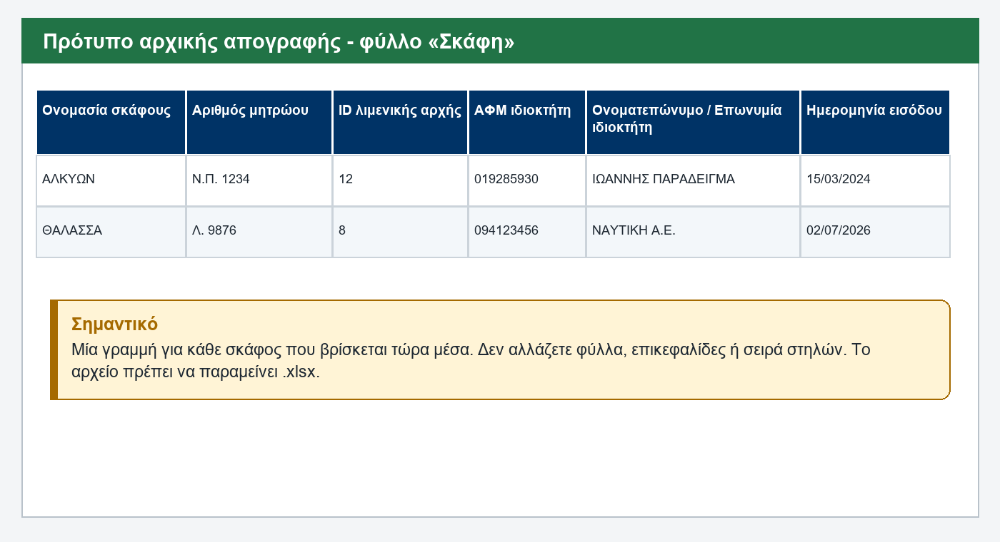 Πρότυπο αρχικής απογραφής - φύλλο «Σκάφη»
Ονομασία σκάφους Αριθμός μητρώου ID λιμενικής αρχής ΑΦΜ ιδιοκτήτη Ονοματεπώνυμο / Επωνυμία ιδιοκτήτη Ημερομηνία εισόδου
ΑΛΚΥΩΝ Ν.Π. 1234 12 019285930 ΙΩΑΝΝΗΣ ΠΑΡΑΔΕΙΓΜΑ 15/03/2024
ΘΑΛΑΣΣΑ Λ. 9876 8 094123456 ΝΑΥΤΙΚΗ Α.Ε. 02/07/2026
Σημαντικό
Μία γραμμή για κάθε σκάφος που βρίσκεται τώρα μέσα. Δεν αλλάζετε φύλλα, επικεφαλίδες ή σειρά στηλών. Το
αρχείο πρέπει να παραμείνει .xlsx.